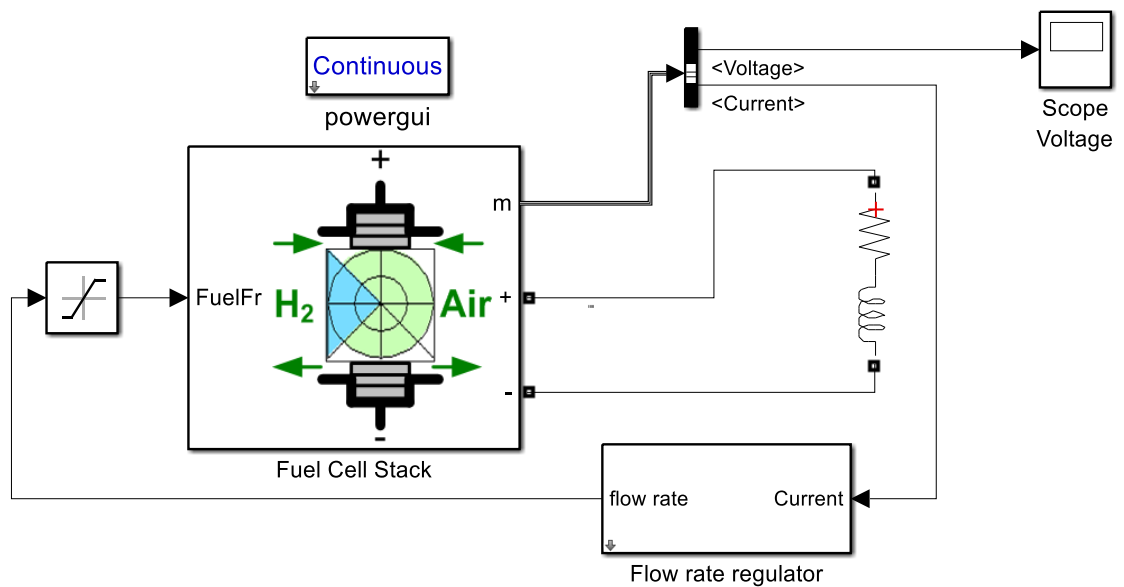 Continuous
powergui
<Voltage>
<Current>
Scope
Voltage
+
m
FuelFr
H2
Air
+
-
-
Fuel Cell Stack
flow rate
Current
Flow rate regulator
+